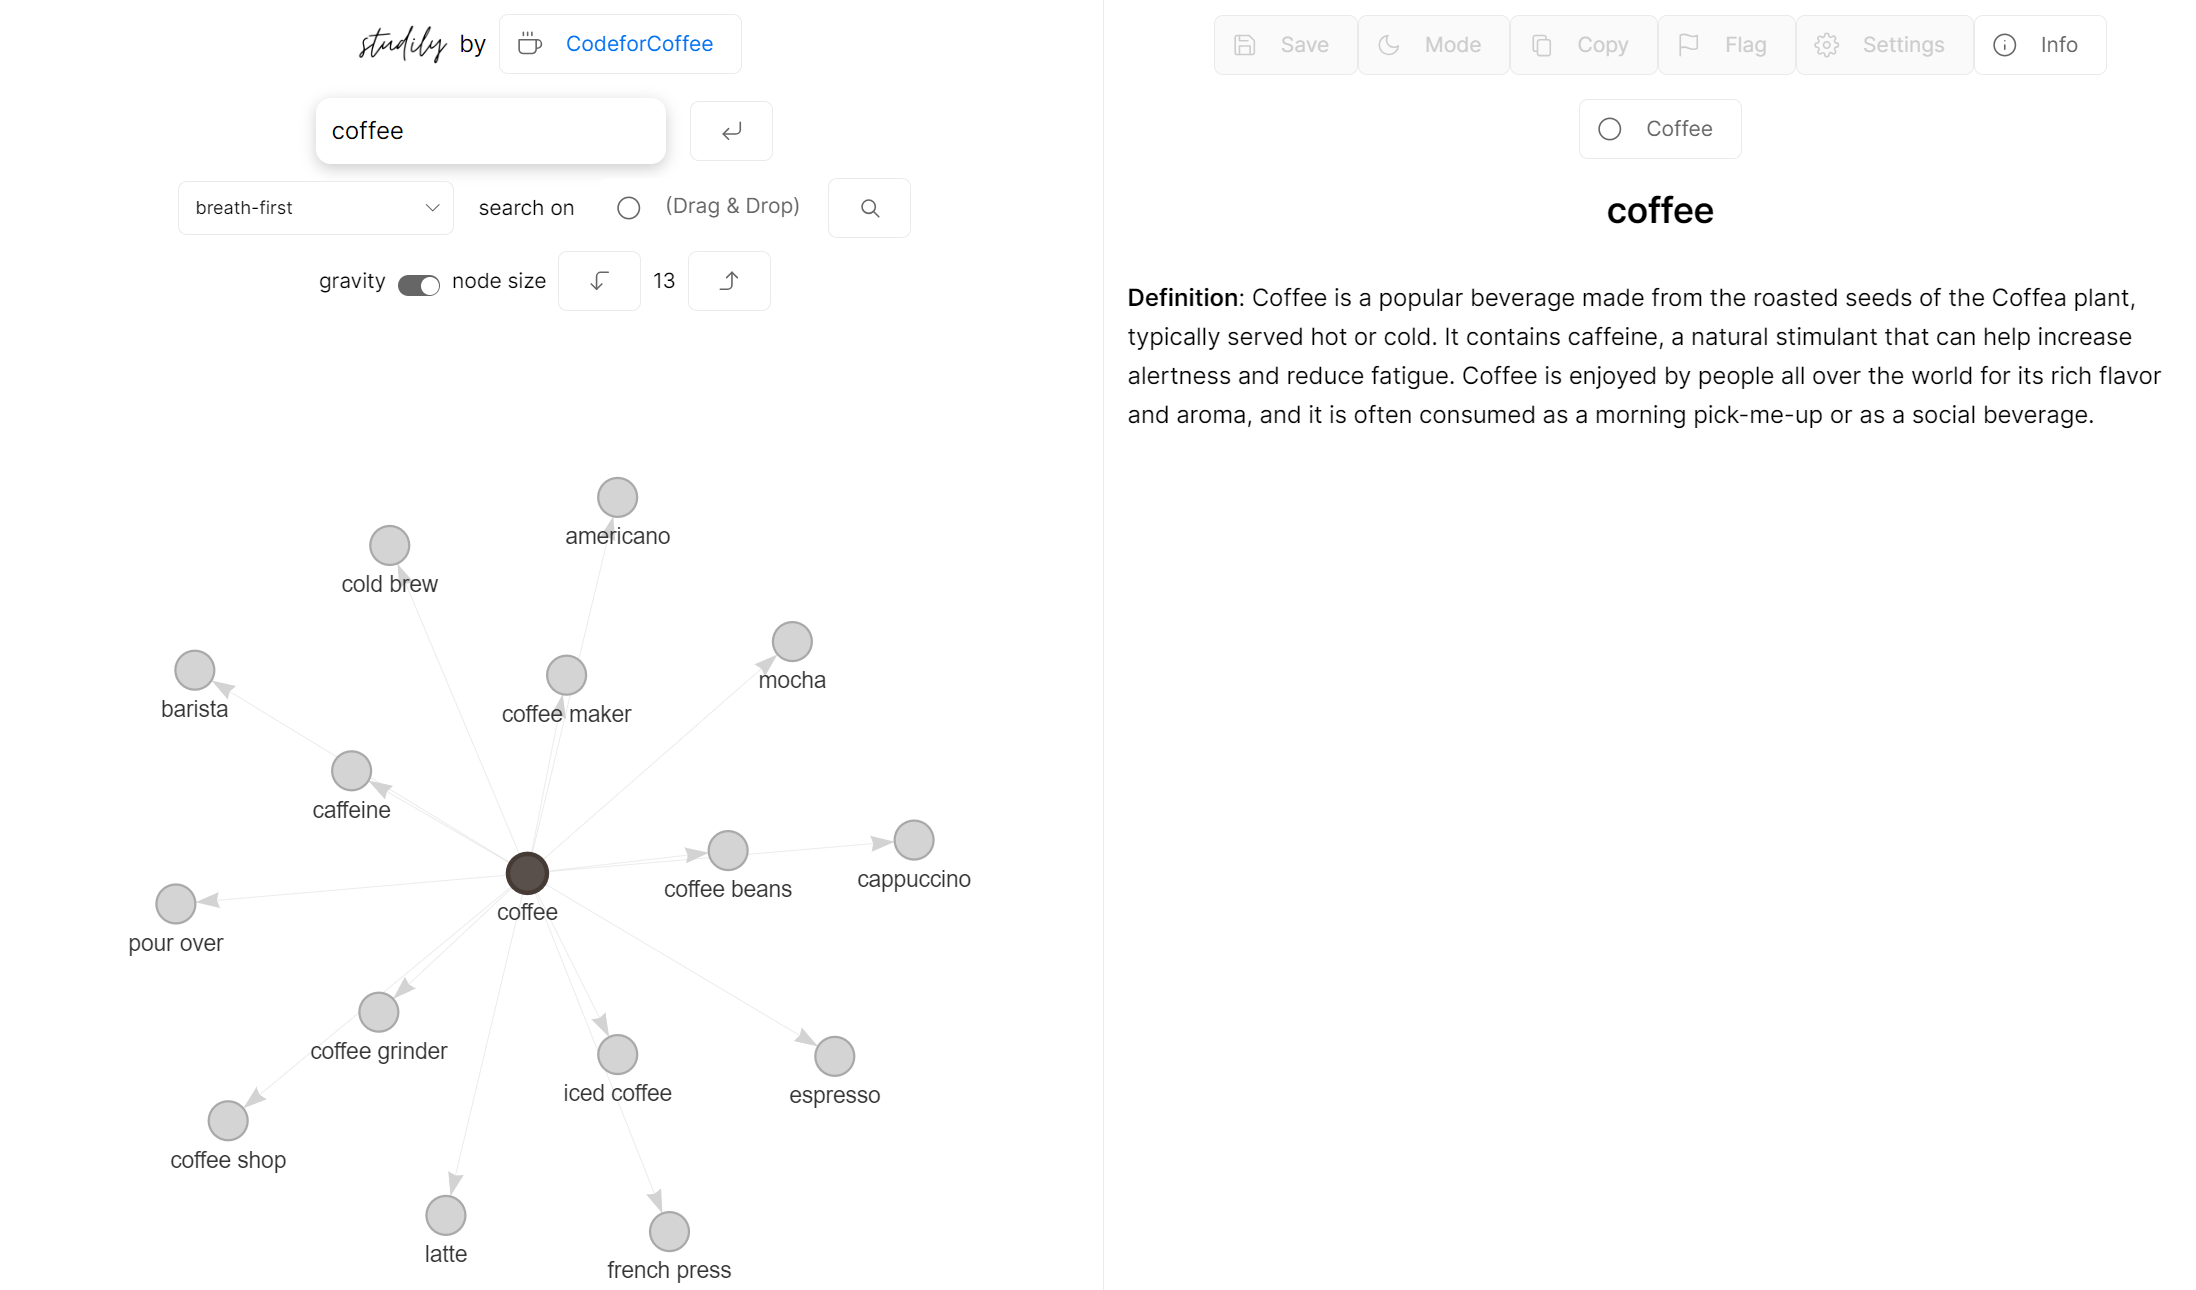 studily by CodeforCoffee
coffee
breath-first search on (Drag & Drop)
gravity node size 13
americano
cold brew
mocha
barista
coffee maker
caffeine
cappuccino
coffee beans
coffee
pour over
coffee grinder
iced coffee
espresso
coffee shop
latte
french press
Save Mode Copy Flag Settings Info
Coffee
coffee
Definition: Coffee is a popular beverage made from the roasted seeds of the Coffea plant,
typically served hot or cold. It contains caffeine, a natural stimulant that can help increase
alertness and reduce fatigue. Coffee is enjoyed by people all over the world for its rich flavor
and aroma, and it is often consumed as a morning pick-me-up or as a social beverage.